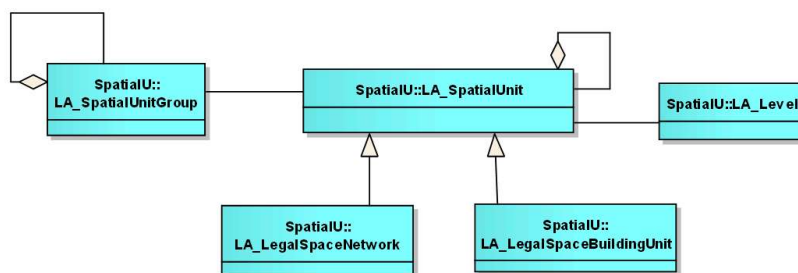 SpatialU::
LA_SpatialUnitGroup
SpatialU::LA_SpatialUnit
SpatialU::LA_Level
SpatialU::
LA_LegalSpaceNetwork
SpatialU::
LA_LegalSpaceBuildingUnit